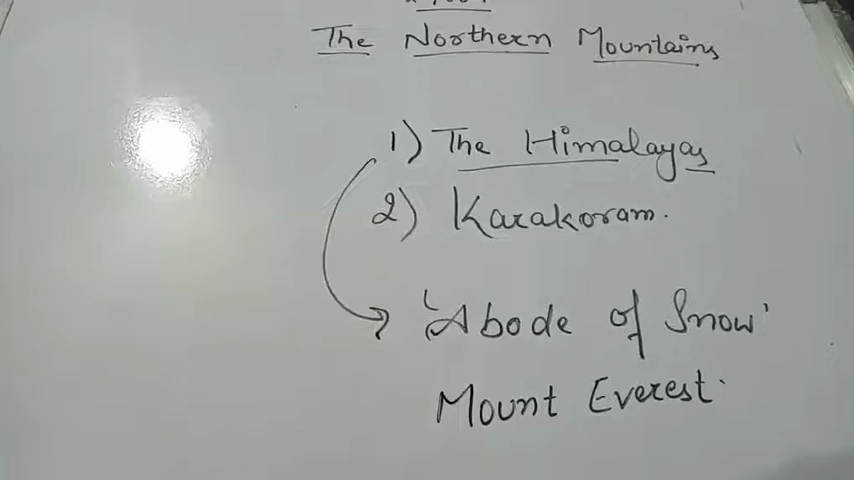 The Northern Mountains
1) The Himalayas
2) Karakoram.
'Abode of Snow'
Mount Everest.